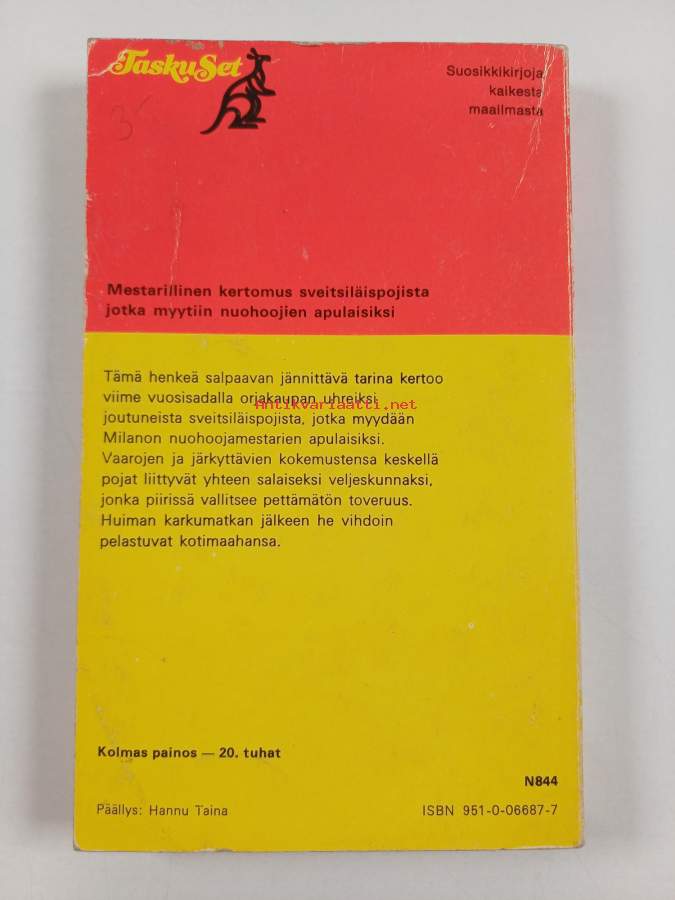 TaskuSet
Suosikkikirjoja
kaikesta
maailmasta
Mestarillinen kertomus sveitsiläispojista
jotka myytiin nuohoojien apulaisiksi
Tämä henkeä salpaavan jännittävä tarina kertoo
viime vuosisadalla orjakaupan uhreiksi
Antikvariaatti.net
joutuneista sveitsiläispojista, jotka myydään
Milanon nuohoojamestarien apulaisiksi.
Vaarojen ja järkyttävien kokemustensa keskellä
pojat liittyvät yhteen salaiseksi veljeskunnaksi,
jonka piirissä vallitsee pettämätön toveruus.
Huiman karkumatkan jälkeen he vihdoin
pelastuvat kotimaahansa.
Kolmas painos — 20. tuhat
N844
Päällys: Hannu Taina
ISBN 951-0-06687-7